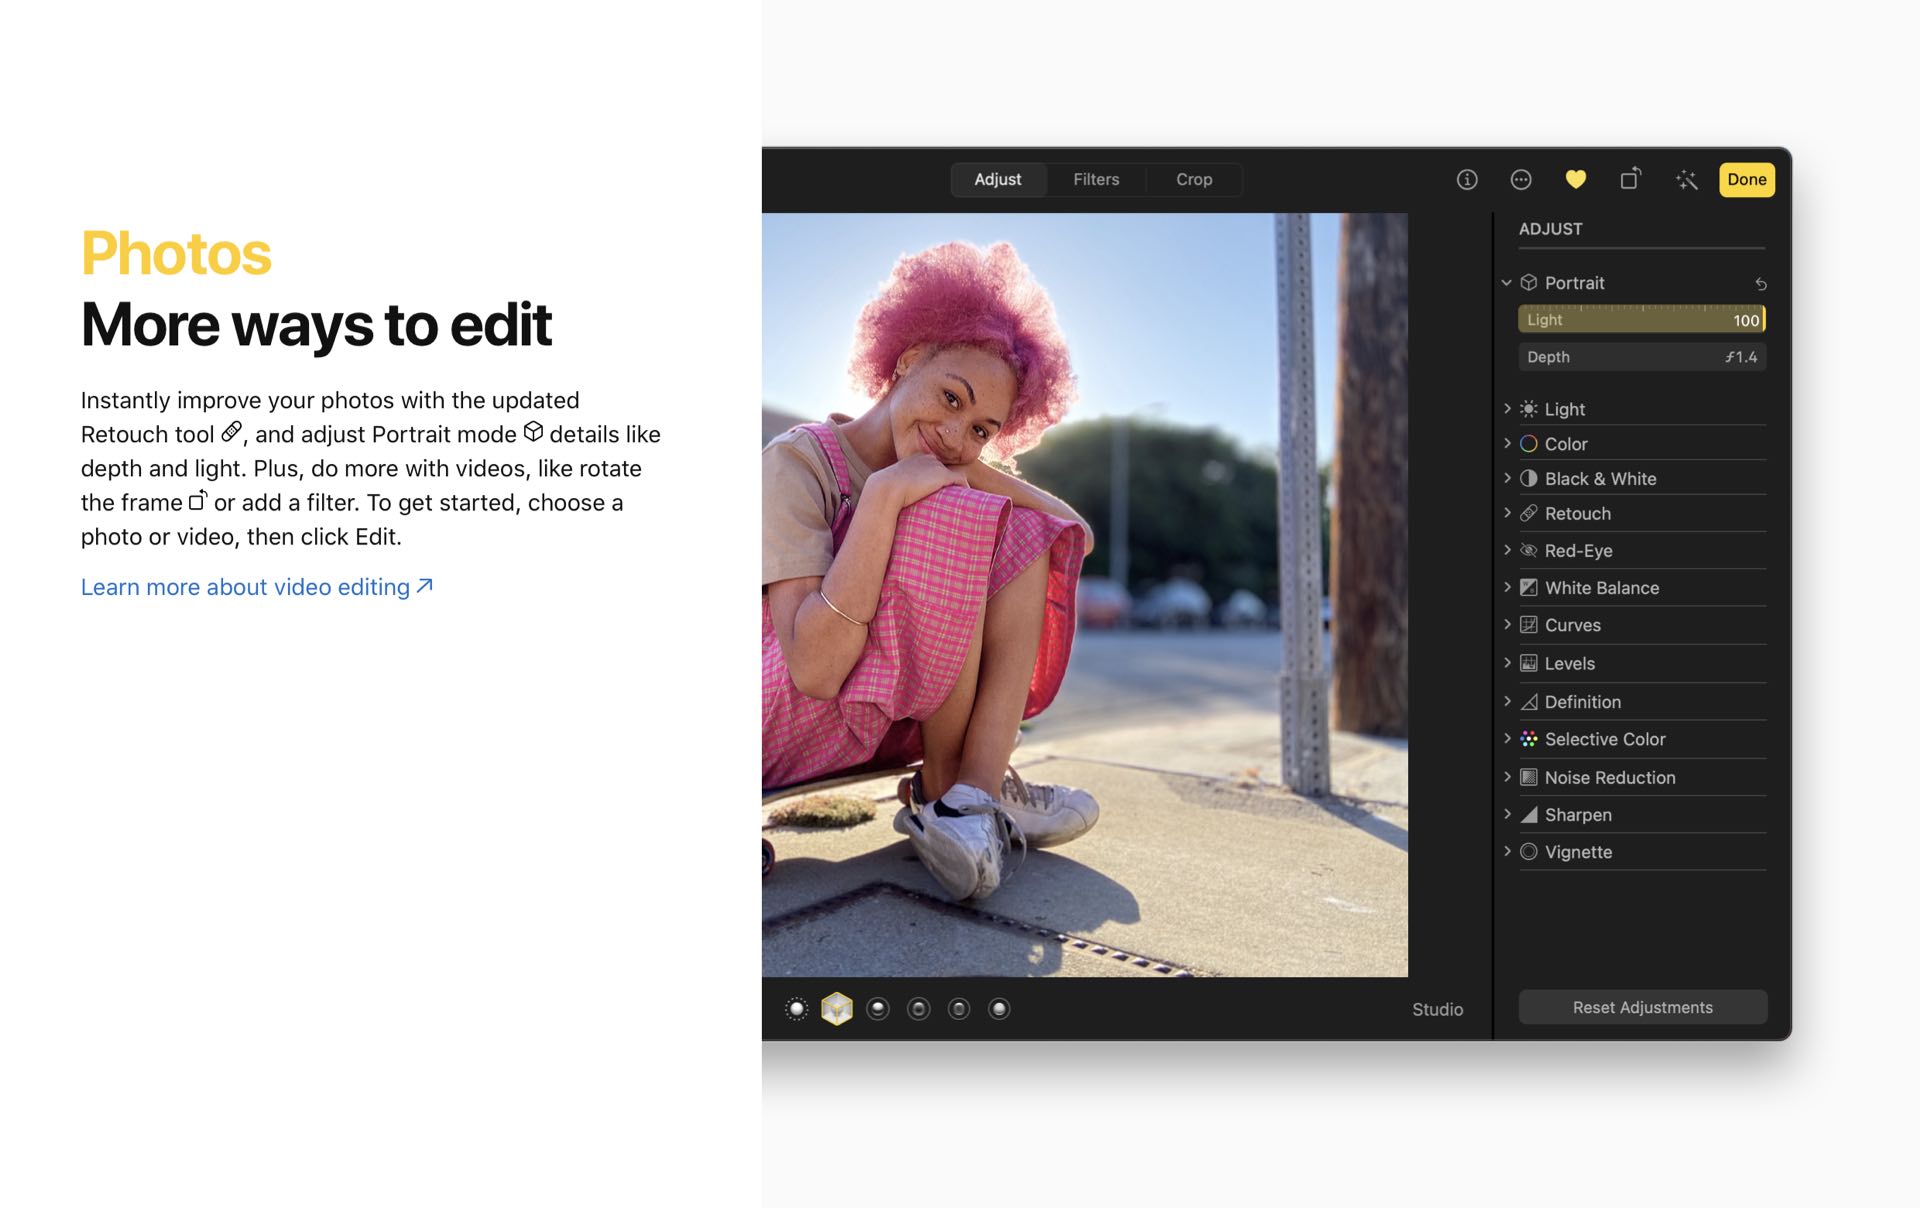 Photos
More ways to edit
Instantly improve your photos with the updated
Retouch tool, and adjust Portrait mode details like
depth and light. Plus, do more with videos, like rotate
the frame or add a filter. To get started, choose a
photo or video, then click Edit.
Learn more about video editing
Adjust
Filters
Crop
Done
ADJUST
Portrait
Light 100
Depth ƒ1.4
Light
Color
Black & White
Retouch
Red-Eye
White Balance
Curves
Levels
Definition
Selective Color
Noise Reduction
Sharpen
Vignette
Studio
Reset Adjustments